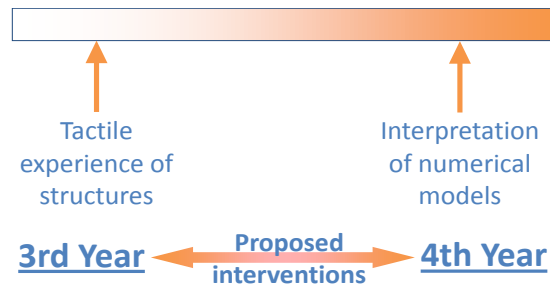 Tactile
experience of
structures
Interpretation
of numerical
models
3rd Year
Proposed
interventions
4th Year